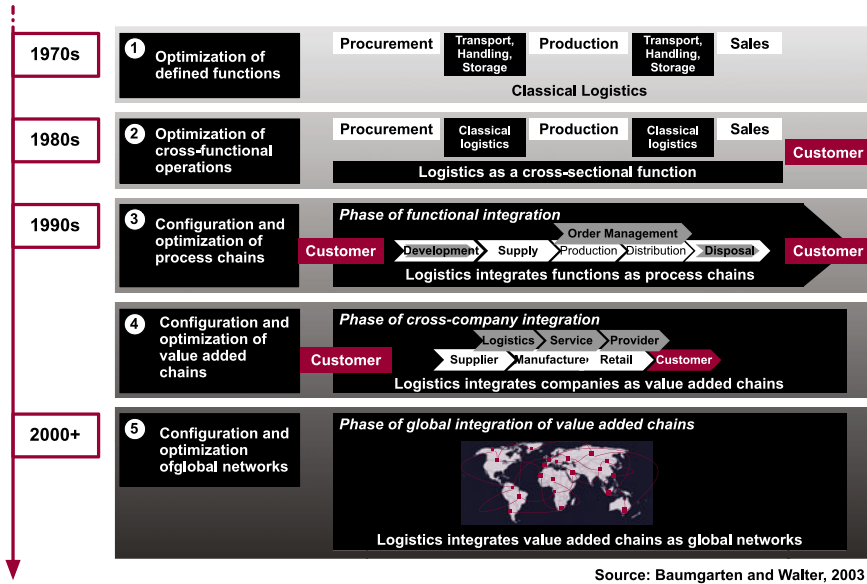 1970s
1
Optimization of
defined functions
Procurement
Transport,
Handling,
Storage
Production
Transport,
Handling,
Storage
Sales
Classical Logistics
1980s
2
Optimization of
cross-functional
operations
Procurement
Classical
logistics
Production
Classical
logistics
Sales
Customer
Logistics as a cross-sectional function
1990s
3
Configuration and
optimization of
process chains
Customer
Phase of functional integration
Order Management
Development
Supply
Production
Distribution
Disposal
Logistics integrates functions as process chains
Customer
4
Configuration and
optimization of
value added
chains
Customer
Phase of cross-company integration
Logistics
Service
Provider
Supplier
Manufacturer
Retail
Customer
Logistics integrates companies as value added chains
2000+
5
Configuration and
optimization
ofglobal networks
Phase of global integration of value added chains
Logistics integrates value added chains as global networks
Source: Baumgarten and Walter, 2003